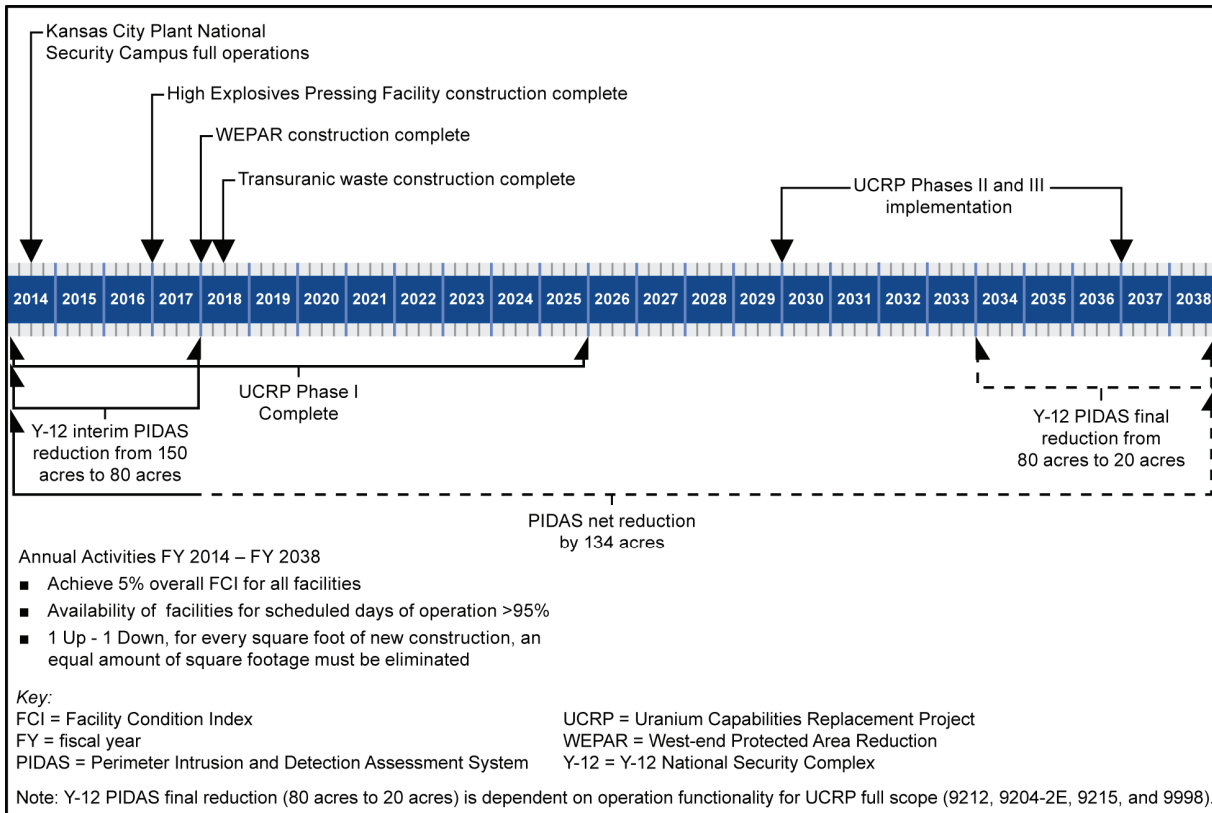 Kansas City Plant National
Security Campus full operations
High Explosives Pressing Facility construction complete
WEPAR construction complete
Transuranic waste construction complete
UCRP Phases II and III
implementation
2014 2015 2016 2017 2018 2019 2020 2021 2022 2023 2024 2025 2026 2027 2028 2029 2030 2031 2032 2033 2034 2035 2036 2037 2038
UCRP Phase I
Complete
Y-12 interim PIDAS
reduction from 150
acres to 80 acres
Y-12 PIDAS final
reduction from
80 acres to 20 acres
PIDAS net reduction
by 134 acres
Annual Activities FY 2014 – FY 2038
■ Achieve 5% overall FCI for all facilities
■ Availability of facilities for scheduled days of operation >95%
■ 1 Up - 1 Down, for every square foot of new construction, an
equal amount of square footage must be eliminated
Key:
FCI = Facility Condition Index
FY = fiscal year
PIDAS = Perimeter Intrusion and Detection Assessment System
UCRP = Uranium Capabilities Replacement Project
WEPAR = West-end Protected Area Reduction
Y-12 = Y-12 National Security Complex
Note: Y-12 PIDAS final reduction (80 acres to 20 acres) is dependent on operation functionality for UCRP full scope (9212, 9204-2E, 9215, and 9998).